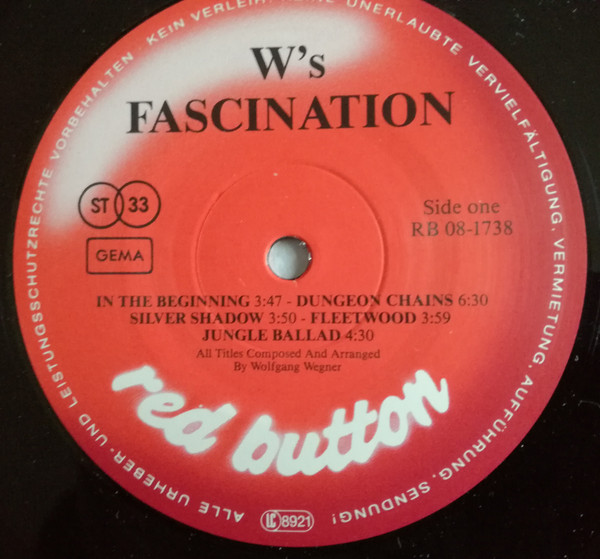 W's
FASCINATION
ST 33
GEMA
Side one
RB 08-1738
IN THE BEGINNING 3:47 - DUNGEON CHAINS 6:30
SILVER SHADOW 3:50 - FLEETWOOD 3:59
JUNGLE BALLAD 4:30
All Titles Composed And Arranged
By Wolfgang Wegner
red button
LC 8921
ALLE URHEBER- UND LEISTUNGSSCHUTZRECHTE VORBEHALTEN · KEIN VERLEIH! KEINE UNERLAUBTE VERVIELFÄLTIGUNG, VERMIETUNG, AUFFÜHRUNG, SENDUNG!